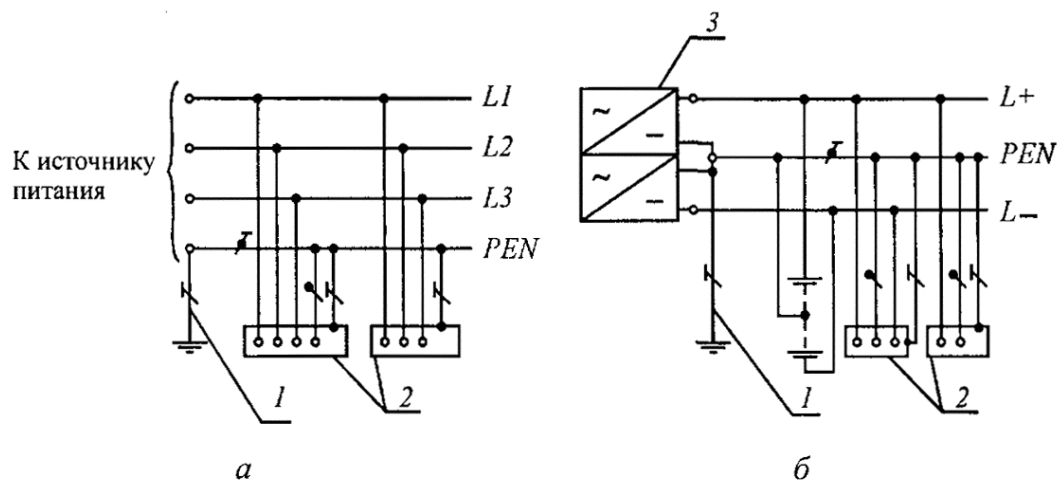 3
L1
L2
L3
PEN
К источнику
питания
~
–
~
–
L+
PEN
L–
1
2
1
2
а
б